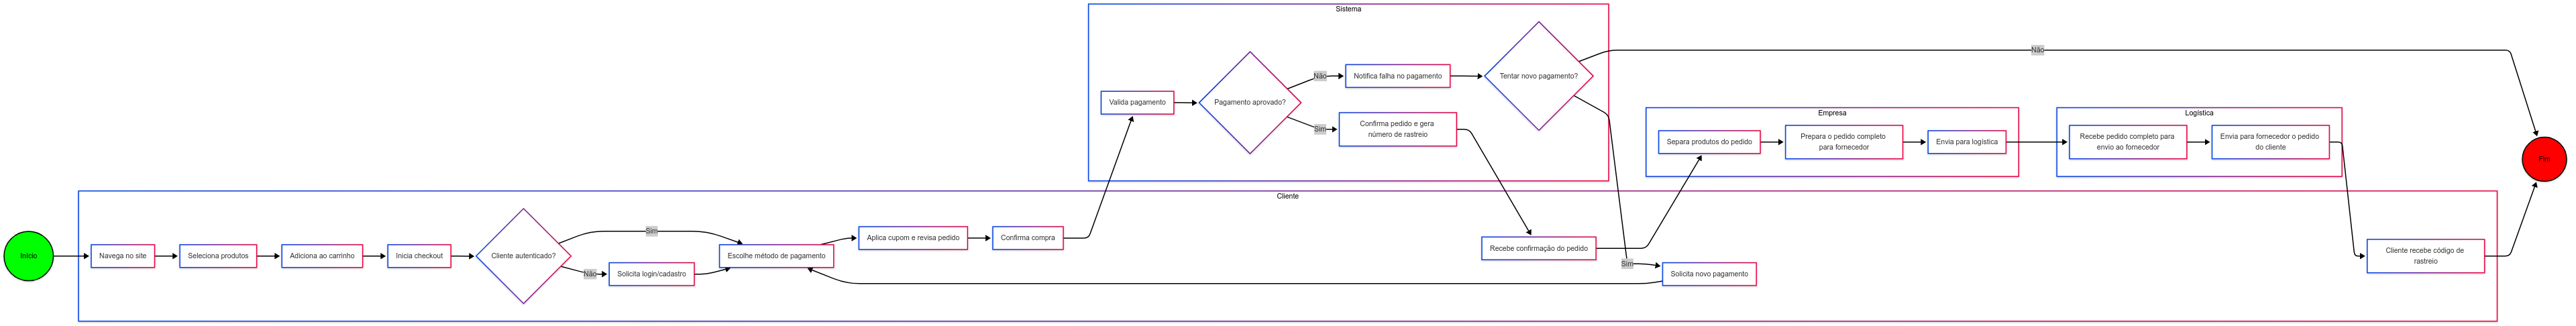 Sistema
Não
Tentar novo pagamento?
Não
Notifica falha no pagamento
Valida pagamento
Pagamento aprovado?
Sim
Confirma pedido e gera
número de rastreio
Empresa
Separa produtos do pedido
Prepara o pedido completo
para fornecedor
Envia para logística
Logística
Recebe pedido completo para
envio ao fornecedor
Envia para fornecedor o pedido
do cliente
Fim
Cliente
Início
Navega no site
Seleciona produtos
Adiciona ao carrinho
Inicia checkout
Cliente autenticado?
Sim
Não
Solicita login/cadastro
Escolhe método de pagamento
Aplica cupom e revisa pedido
Confirma compra
Recebe confirmação do pedido
Sim
Solicita novo pagamento
Cliente recebe código de
rastreio